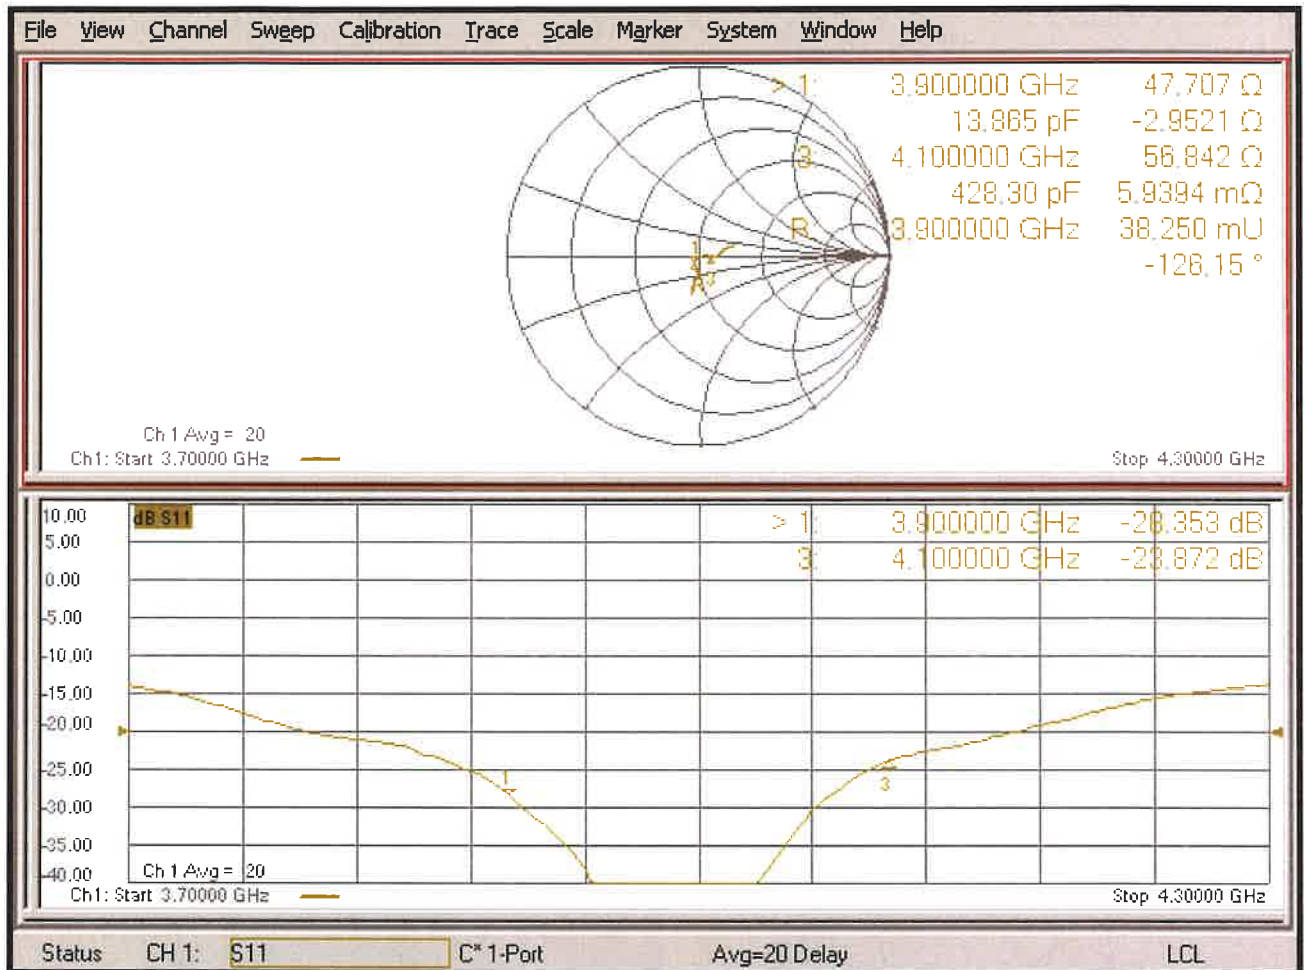 File View Channel Sweep Calibration Trace Scale Marker System Window Help
> 1: 3.900000 GHz 47.707 Ω
13.865 pF -2.9521 Ω
3: 4.100000 GHz 56.842 Ω
428.30 pF 5.9394 mΩ
R 3.900000 GHz 38.250 mU
-126.15 °
1
R 3
Ch 1 Avg = 20
Ch1: Start 3.70000 GHz
Stop 4.30000 GHz
10.00
dB S11
> 1: 3.900000 GHz -28.353 dB
3: 4.100000 GHz -23.872 dB
5.00
0.00
-5.00
-10.00
-15.00
-20.00
-25.00
1
3
-30.00
-35.00
-40.00
Ch 1 Avg = 20
Ch1: Start 3.70000 GHz
Stop 4.30000 GHz
Status CH 1: S11 C* 1-Port Avg=20 Delay LCL